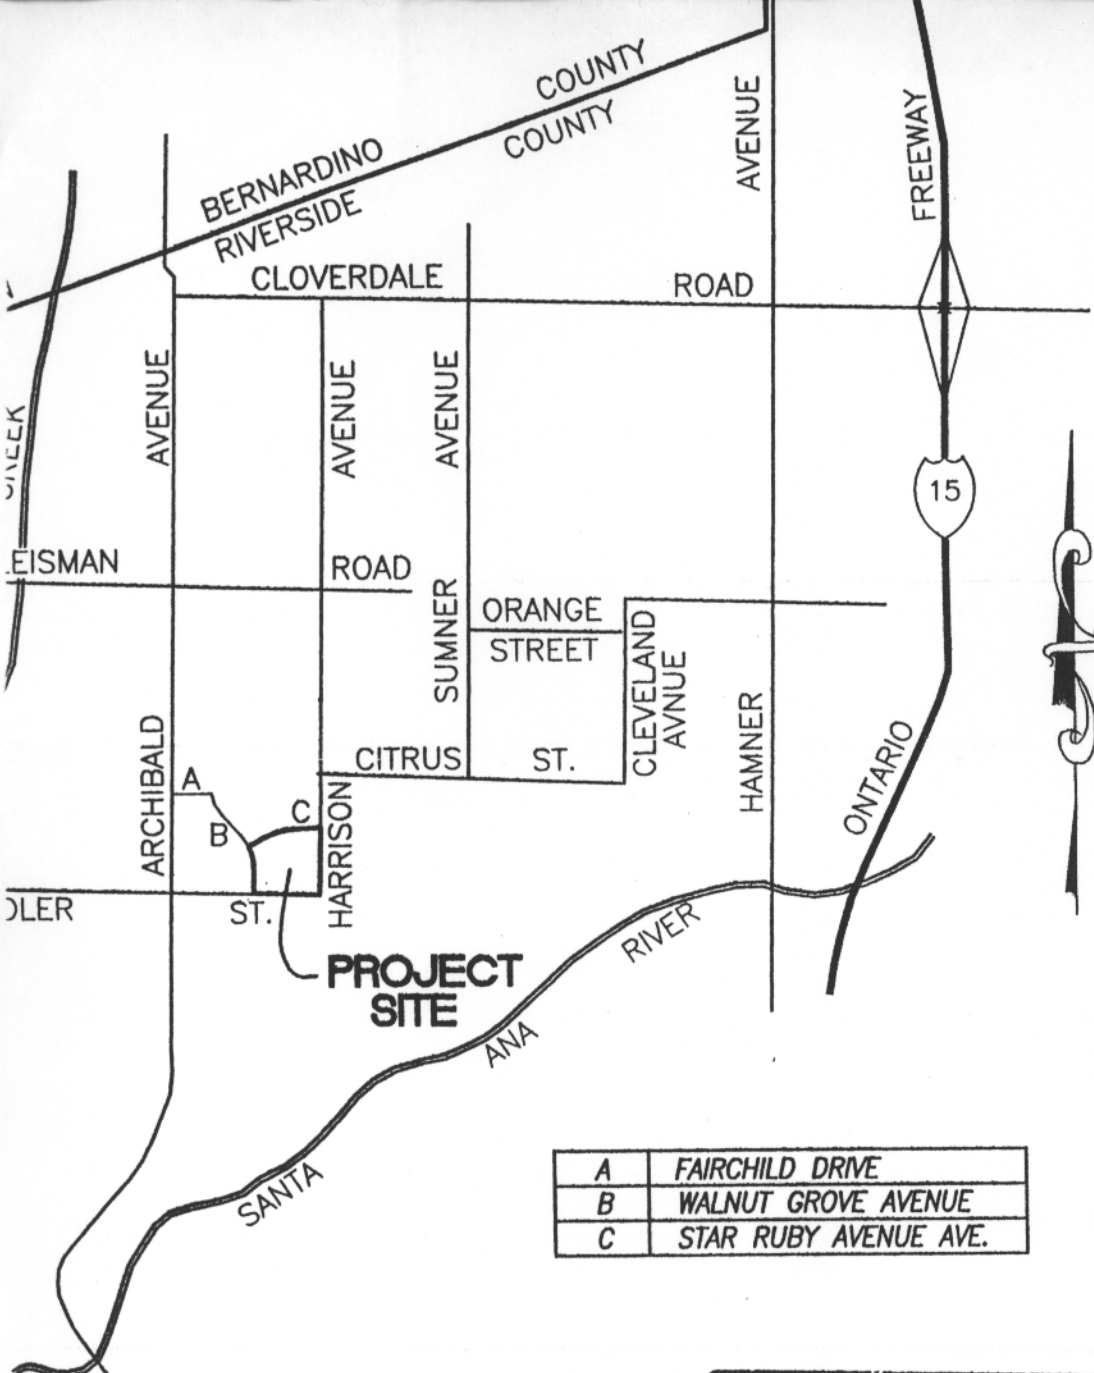 COUNTY
COUNTY
BERNARDINO
RIVERSIDE
AVENUE
FREEWAY
CLOVERDALE ROAD
AVENUE
AVENUE
AVENUE
15
EISMAN ROAD
SUMNER
ORANGE
STREET
CLEVELAND
AVNUE
HAMNER
ARCHIBALD
CITRUS ST.
ONTARIO
A
B
C
HARRISON
ST.
PROJECT
SITE
RIVER
ANA
SANTA
A FAIRCHILD DRIVE
B WALNUT GROVE AVENUE
C STAR RUBY AVENUE AVE.